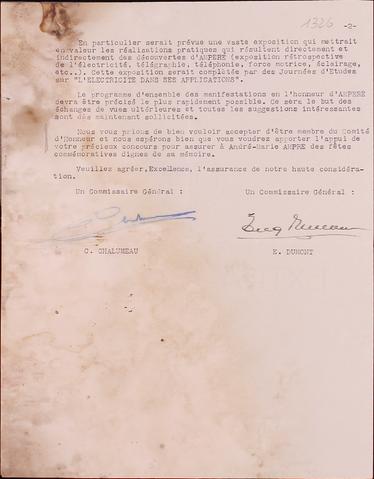 1326 -2-
En particulier serait prévue une vaste exposition qui mettrait
en valeur les réalisations pratiques qui résultent directement et
indirectement des découvertes d'AMPERE (exposition rétrospective
de l'électricité, télégraphie, téléphonie, force motrice, éclairage,
etc..). Cette exposition serait complétée par des Journées d'Etudes
sur "L'ELECTRICITE DANS SES APPLICATIONS".
Le programme d'ensemble des manifestations en l'honneur d'AMPERE
devra être précisé le plus rapidement possible. Ce sera le but des
échanges de vues ultérieures et toutes les suggestions intéressantes
sont dès maintenant sollicitées.
Nous vous prions de bien vouloir accepter d'être membre du Comité
d'Honneur et nous espérons bien que vous voudrez apporter l'appui de
votre précieux concours pour assurer à André-Marie AMPRE des fêtes
commémoratives dignes de sa mémoire.
Veuillez agréer, Excellence, l'assurance de notre haute considéra-
tion.
Un Commissaire Général : Un Commissaire Général :
C. CHALUMEAU E. DUMONT